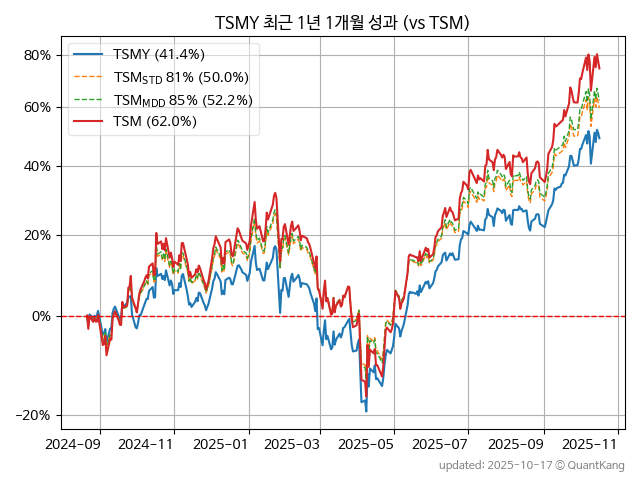 TSMY 최근 1년 1개월 성과 (vs TSM)
TSMY (41.4%)
TSM_STD 81% (50.0%)
TSM_MDD 85% (52.2%)
TSM (62.0%)
80%
60%
40%
20%
0%
−20%
2024-09 2024-11 2025-01 2025-03 2025-05 2025-07 2025-09 2025-11
updated: 2025-10-17 © QuantKang